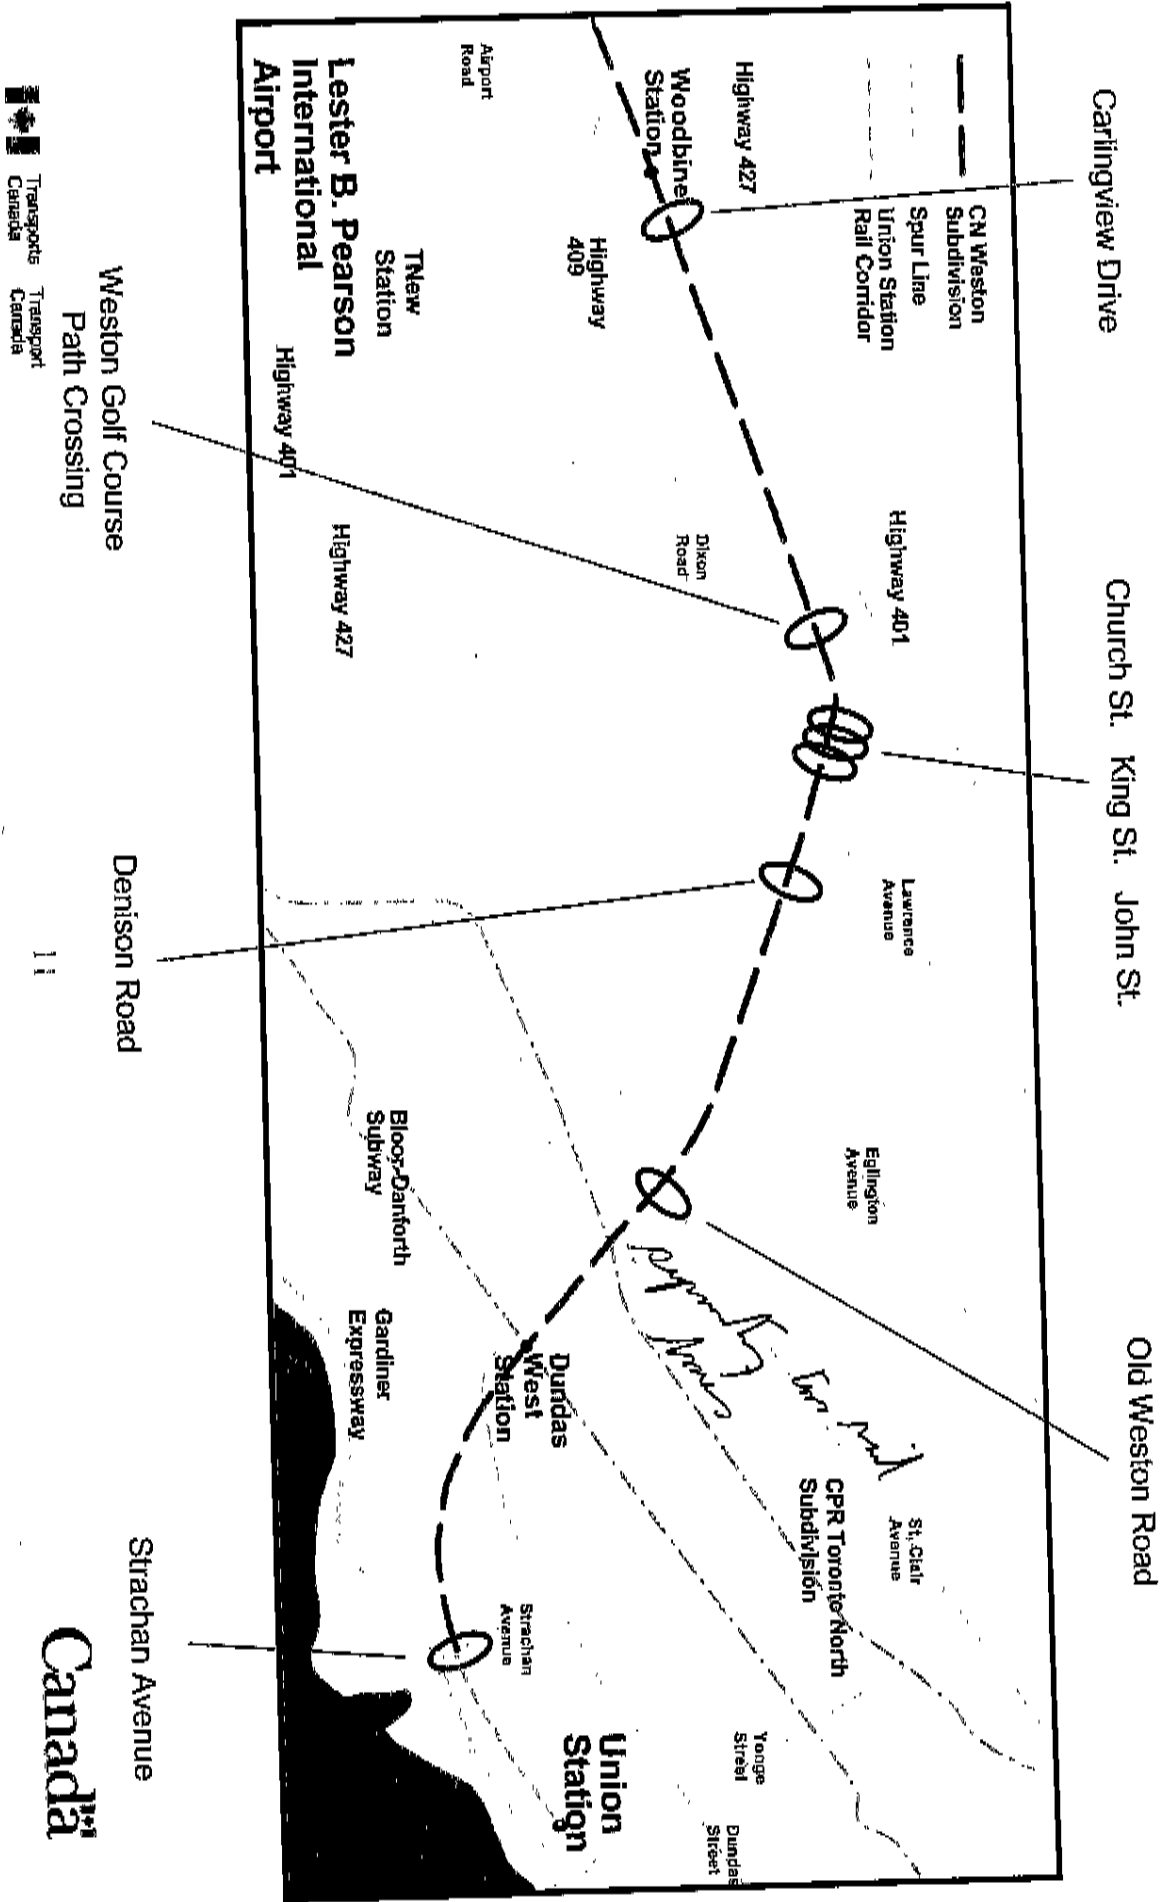 Carlingview Drive
Church St. King St. John St.
Old Weston Road
CN Weston
Subdivision
Spur Line
Union Station
Rail Corridor
Highway 427
Woodbine
Station
Highway
409
Airport
Road
TNew
Station
Lester B. Pearson
International
Airport
Highway 401
Highway 427
Dixon
Road
Highway 401
Lawrence
Avenue
Eglington
Avenue
St. Clair
Avenue
CPR Toronto North
Subdivision
Dundas
West
Station
Bloor-Danforth
Subway
Gardiner
Expressway
Strachan
Avenue
Union
Station
Yonge
Street
Dundas
Street
Weston Golf Course
Path Crossing
Denison Road
Strachan Avenue
Transports
Canada
Transport
Canada
11
Canada